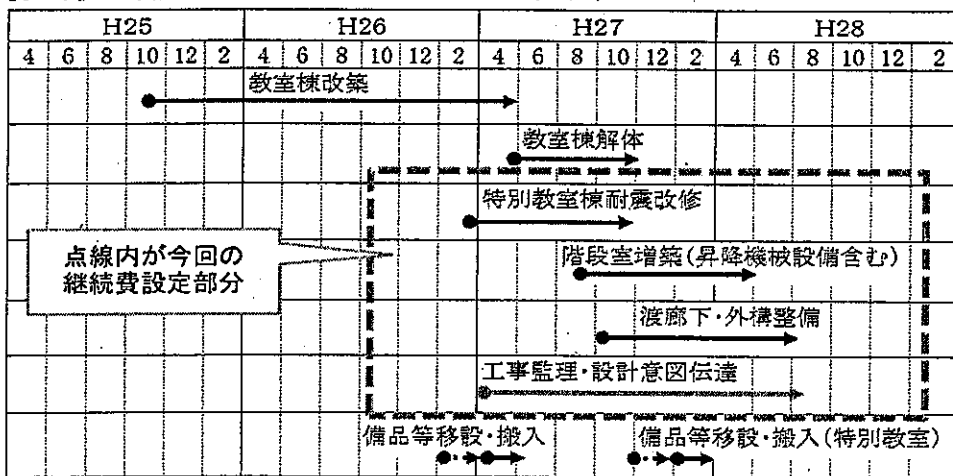 H25 H26 H27 H28
4 6 8 10 12 2 4 6 8 10 12 2 4 6 8 10 12 2 4 6 8 10 12 2
教室棟改築
教室棟解体
特別教室棟耐震改修
点線内が今回の
継続費設定部分
階段室増築(昇降機械設備含む)
渡廊下・外構整備
工事監理・設計意図伝達
備品等移設・搬入 備品等移設・搬入(特別教室)